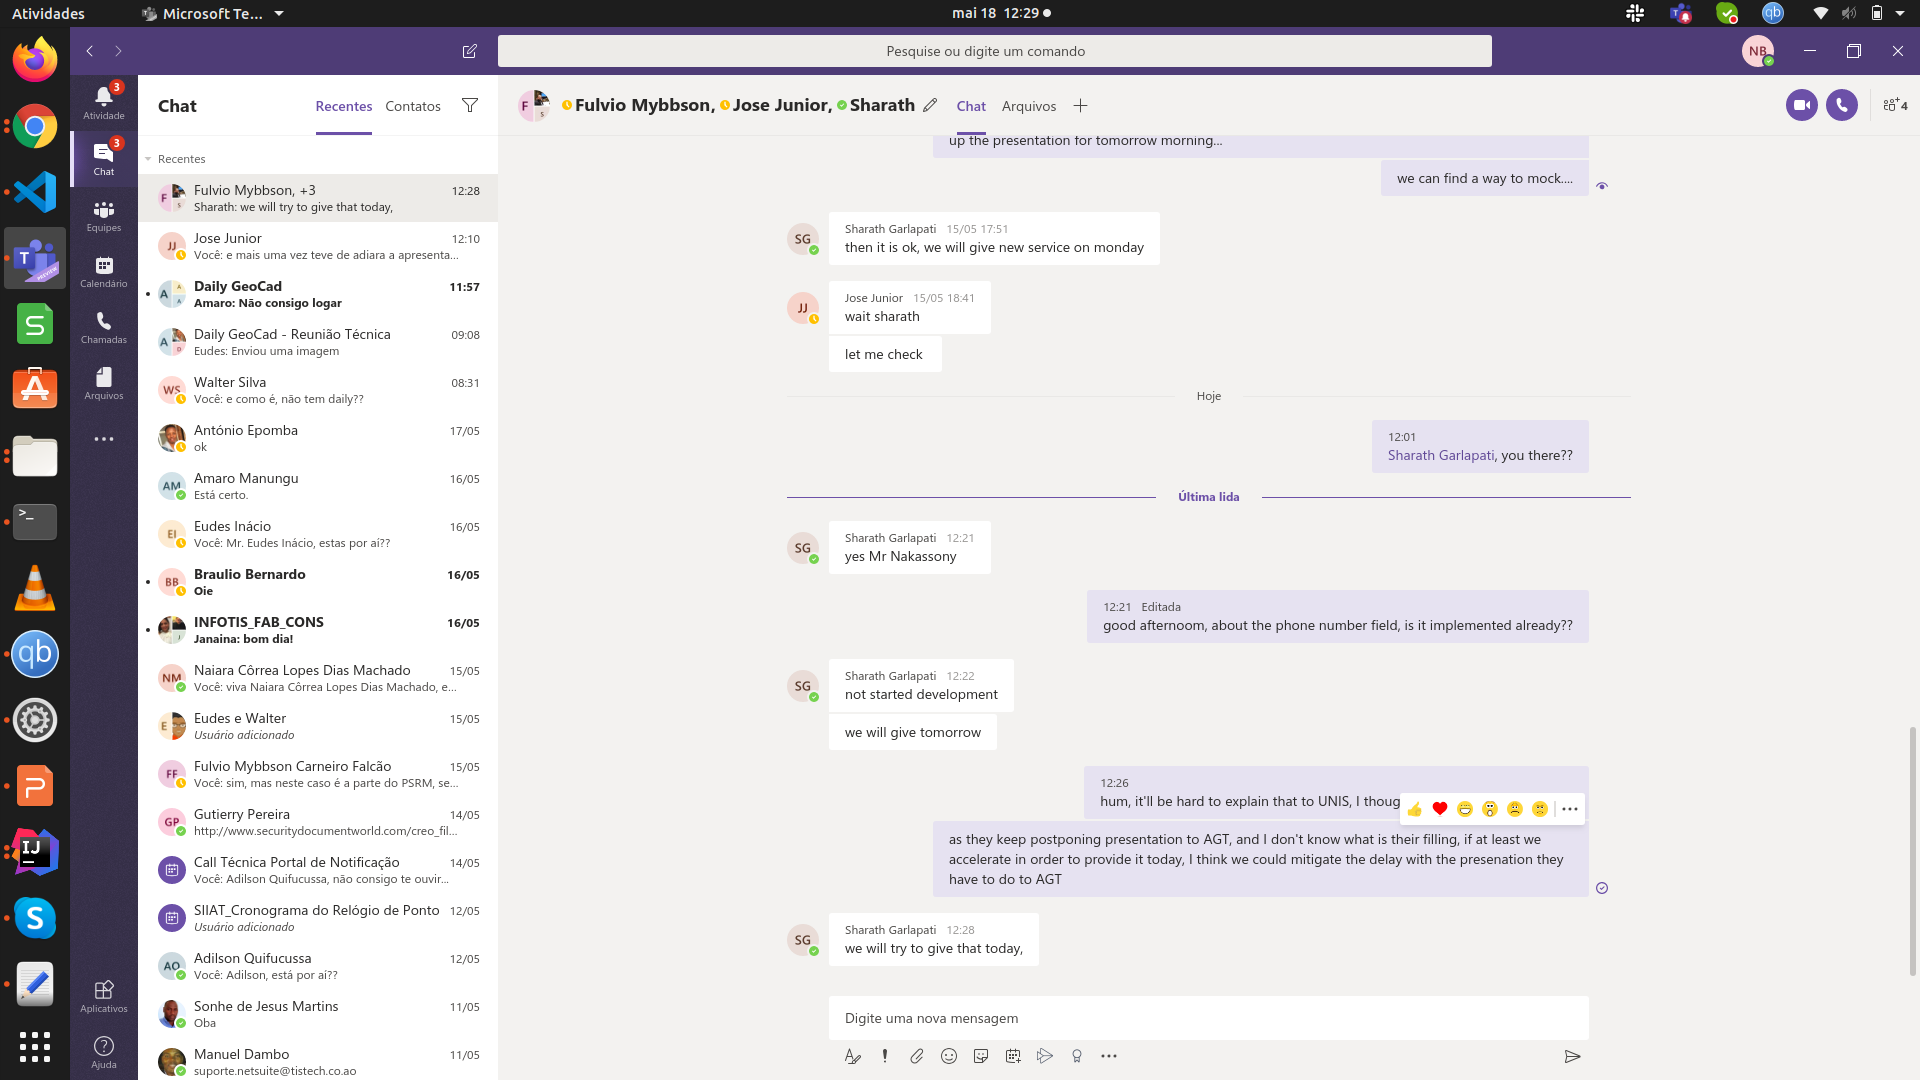 Atividades
Microsoft Te...
mai 18 12:29
Pesquise ou digite um comando
NB
3
Atividade
3
Chat
Equipes
Calendário
Chamadas
Arquivos
Aplicativos
Ajuda
Chat
Recentes
Contatos
Recentes
Fulvio Mybbson, +3
12:28
Sharath: we will try to give that today,
Jose Junior
12:10
Você: e mais uma vez teve de adiara a apresenta...
Daily GeoCad
11:57
Amaro: Não consigo logar
Daily GeoCad - Reunião Técnica
09:08
Eudes: Enviou uma imagem
Walter Silva
08:31
Você: e como é, não tem daily??
António Epomba
17/05
ok
Amaro Manungu
16/05
Está certo.
Eudes Inácio
16/05
Você: Mr. Eudes Inácio, estas por aí??
Braulio Bernardo
16/05
Oie
INFOTIS_FAB_CONS
16/05
Janaina: bom dia!
Naiara Côrrea Lopes Dias Machado
15/05
Você: viva Naiara Côrrea Lopes Dias Machado, e...
Eudes e Walter
15/05
Usuário adicionado
Fulvio Mybbson Carneiro Falcão
15/05
Você: sim, mas neste caso é a parte do PSRM, se...
Gutierry Pereira
14/05
http://www.securitydocumentworld.com/creo_fil...
Call Técnica Portal de Notificação
14/05
Você: Adilson Quifucussa, não consigo te ouvir...
SIIAT_Cronograma do Relógio de Ponto
12/05
Usuário adicionado
Adilson Quifucussa
12/05
Você: Adilson, está por aí??
Sonhe de Jesus Martins
11/05
Oba
Manuel Dambo
11/05
suporte.netsuite@tistech.co.ao
Fulvio Mybbson, Jose Junior, Sharath
Chat
Arquivos
4
up the presentation for tomorrow morning...
we can find a way to mock....
SG
Sharath Garlapati 15/05 17:51
then it is ok, we will give new service on monday
JJ
Jose Junior 15/05 18:41
wait sharath
let me check
Hoje
12:01
Sharath Garlapati, you there??
Última lida
SG
Sharath Garlapati 12:21
yes Mr Nakassony
12:21 Editada
good afternoom, about the phone number field, is it implemented already??
SG
Sharath Garlapati 12:22
not started development
we will give tomorrow
12:26
hum, it'll be hard to explain that to UNIS, I thoug
as they keep postponing presentation to AGT, and I don't know what is their filling, if at least we
accelerate in order to provide it today, I think we could mitigate the delay with the presenation they
have to do to AGT
SG
Sharath Garlapati 12:28
we will try to give that today,
Digite uma nova mensagem